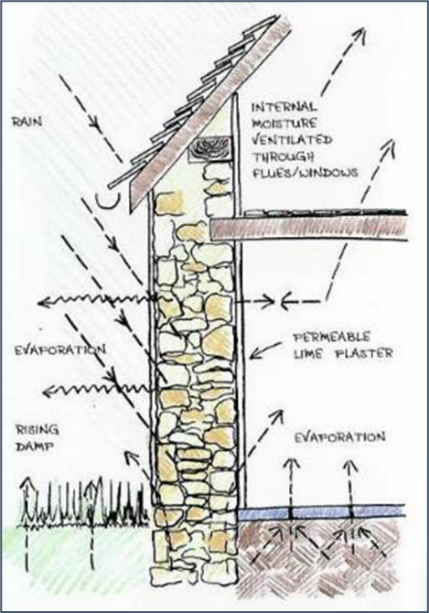 RAIN
INTERNAL
MOISTURE
VENTILATED
THROUGH
FLUES/WINDOWS
EVAPORATION
PERMEABLE
LIME PLASTER
RISING
DAMP
EVAPORATION